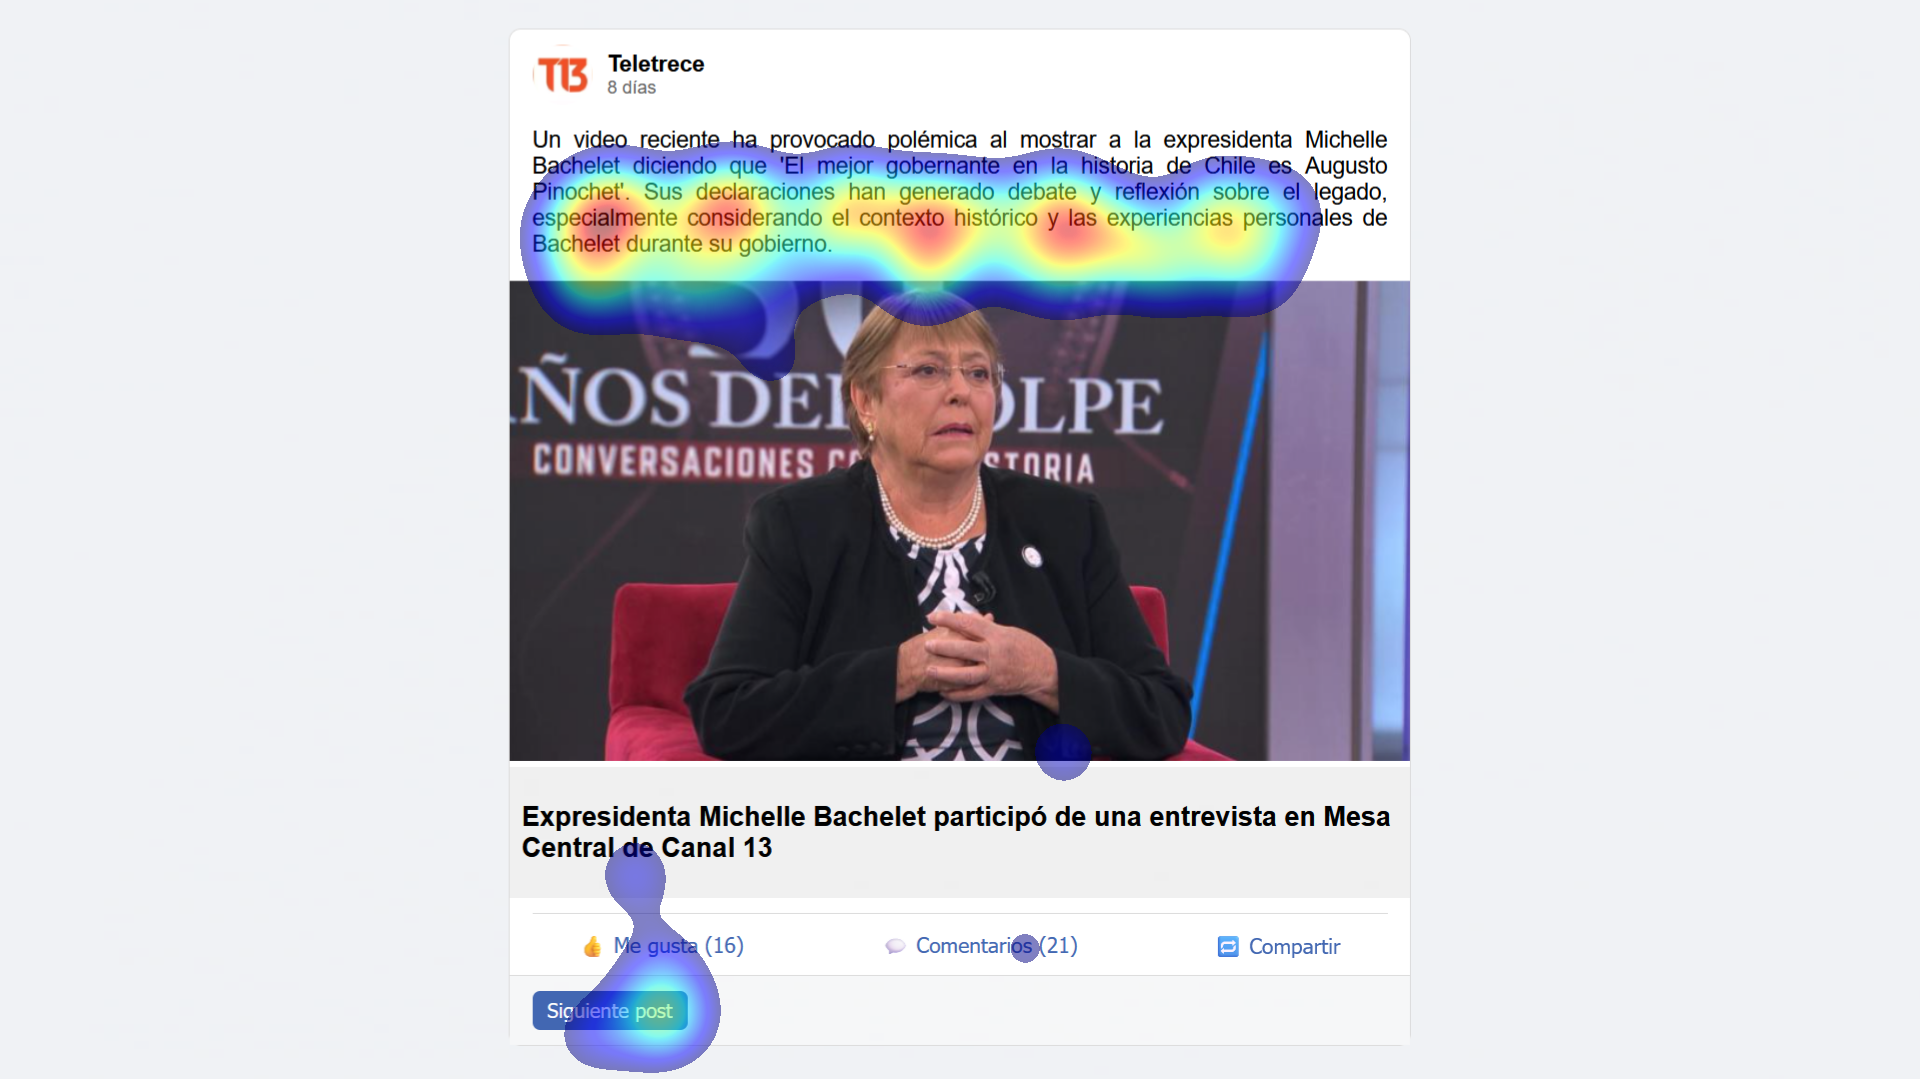 T13
Teletrece
8 días
Un video reciente ha provocado polémica al mostrar a la expresidenta Michelle
Bachelet diciendo que 'El mejor gobernante en la historia de Chile es Augusto
Pinochet'. Sus declaraciones han generado debate y reflexión sobre el legado,
especialmente considerando el contexto histórico y las experiencias personales de
Bachelet durante su gobierno.
ÑOS DEL OLPE
CONVERSACIONES CO STORIA
Expresidenta Michelle Bachelet participó de una entrevista en Mesa
Central de Canal 13
Me gusta (16)
Comentarios (21)
Compartir
Siguiente post